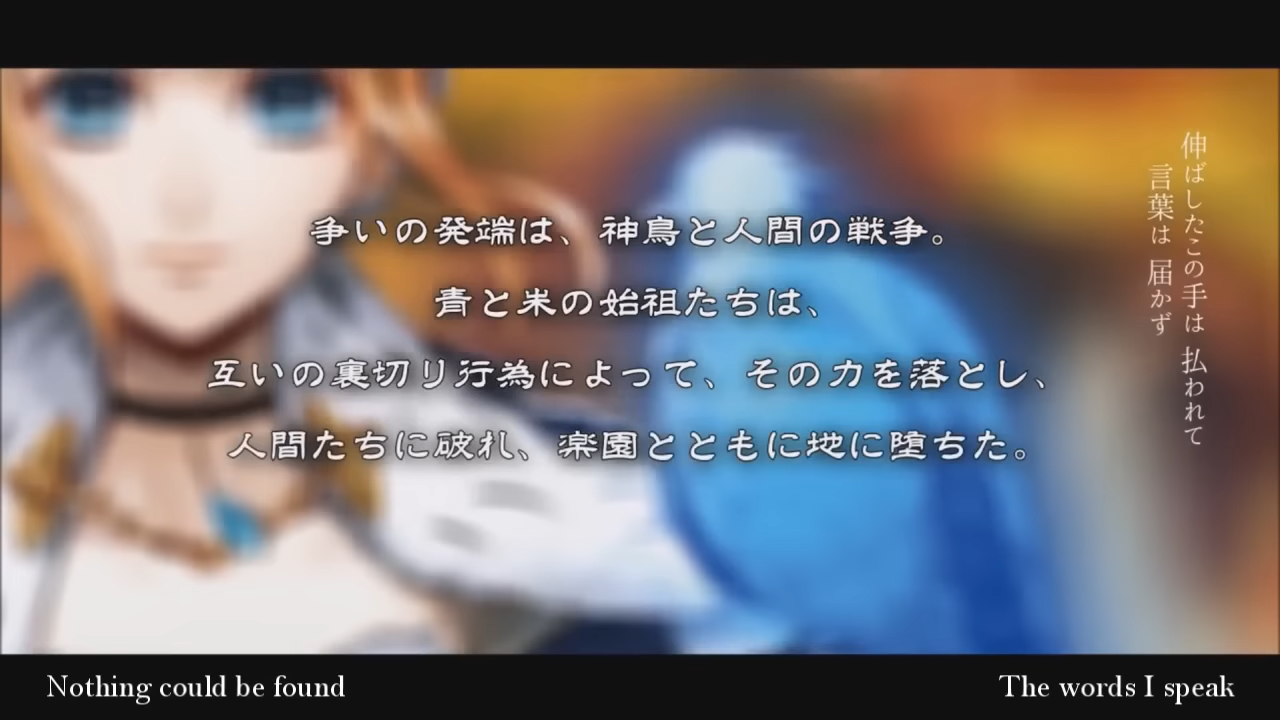 争いの発端は、神鳥と人間の戦争。
青と朱の始祖たちは、
互いの裏切り行為によって、その力を落とし、
人間たちに破れ、楽園とともに地に堕ちた。
伸ばしたこの手は 払われて
言葉は 届かず
Nothing could be found
The words I speak